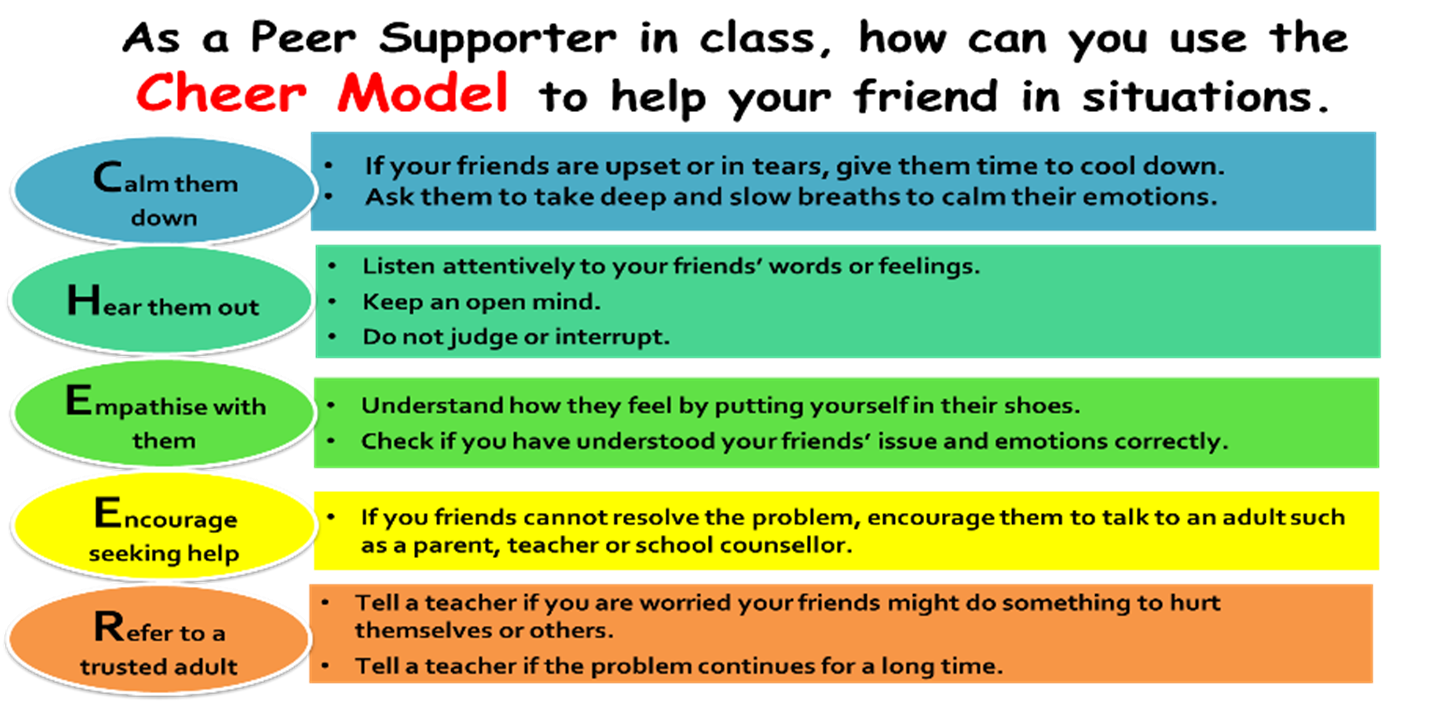 As a Peer Supporter in class, how can you use the
Cheer Model to help your friend in situations.
Calm them
down
• If your friends are upset or in tears, give them time to cool down.
• Ask them to take deep and slow breaths to calm their emotions.
Hear them out
• Listen attentively to your friends’ words or feelings.
• Keep an open mind.
• Do not judge or interrupt.
Empathise with
them
• Understand how they feel by putting yourself in their shoes.
• Check if you have understood your friends’ issue and emotions correctly.
Encourage
seeking help
• If you friends cannot resolve the problem, encourage them to talk to an adult such
as a parent, teacher or school counsellor.
Refer to a
trusted adult
• Tell a teacher if you are worried your friends might do something to hurt
themselves or others.
• Tell a teacher if the problem continues for a long time.